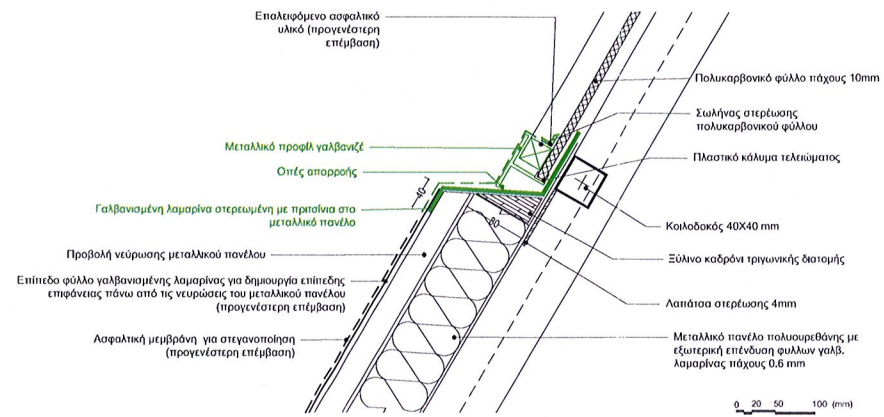 Επαλειφόμενο ασφαλτικό
υλικό (προγενέστερη
επέμβαση)
Μεταλλικό προφίλ γαλβανιζέ
Οπές απορροής
Γαλβανισμένη λαμαρίνα στερεωμένη με πριτσίνια στο
μεταλλικό πανέλο
Προβολή νεύρωσης μεταλλικού πανέλου
Επίπεδο φύλλο γαλβανισμένης λαμαρίνας για δημιουργία επίπεδης
επιφάνειας πάνω από τις νευρώσεις του μεταλλικού πανέλου
(προγενέστερη επέμβαση)
Ασφαλτική μεμβράνη για στεγανοποίηση
(προγενέστερη επέμβαση)
40
80
Πολυκαρβονικό φύλλο πάχους 10mm
Σωλήνας στερέωσης
πολυκαρβονικού φύλλου
Πλαστικό κάλυμα τελειώματος
Κοιλοδοκός 40X40 mm
Ξύλινο καδρόνι τριγωνικής διατομής
Λαπάτσα στερέωσης 4mm
Μεταλλικό πανέλο πολυουρεθάνης με
εξωτερική επένδυση φυλλων γαλβ.
λαμαρίνας πάχους 0.6 mm
0 20 50 100 (mm)